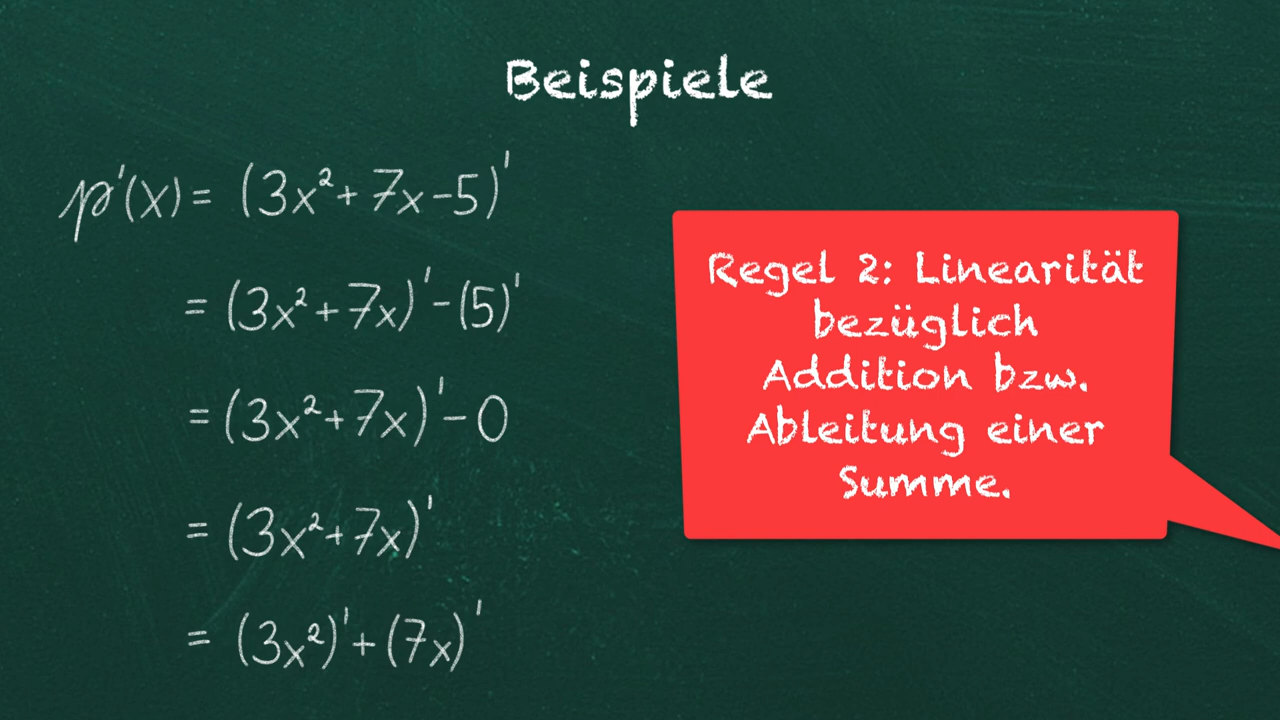 Beispiele
p'(x) = (3x²+7x-5)'
= (3x²+7x)'-(5)'
= (3x²+7x)'-0
= (3x²+7x)'
= (3x²)'+(7x)'
Regel 2: Linearität
bezüglich
Addition bzw.
Ableitung einer
Summe.